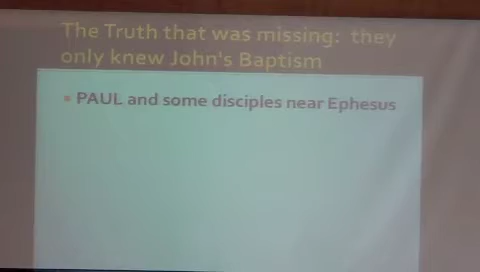 The Truth that was missing: they
only knew John's Baptism
PAUL and some disciples near Ephesus